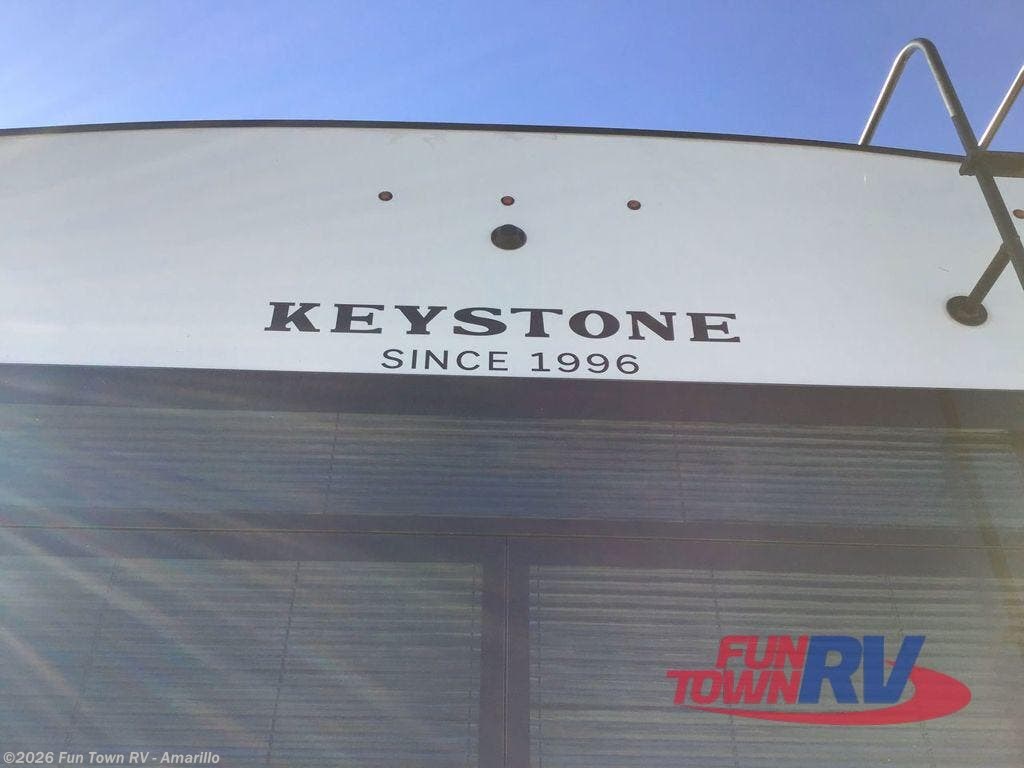 KEYSTONE
SINCE 1996
FUN
TOWN RV
©2026 Fun Town RV - Amarillo